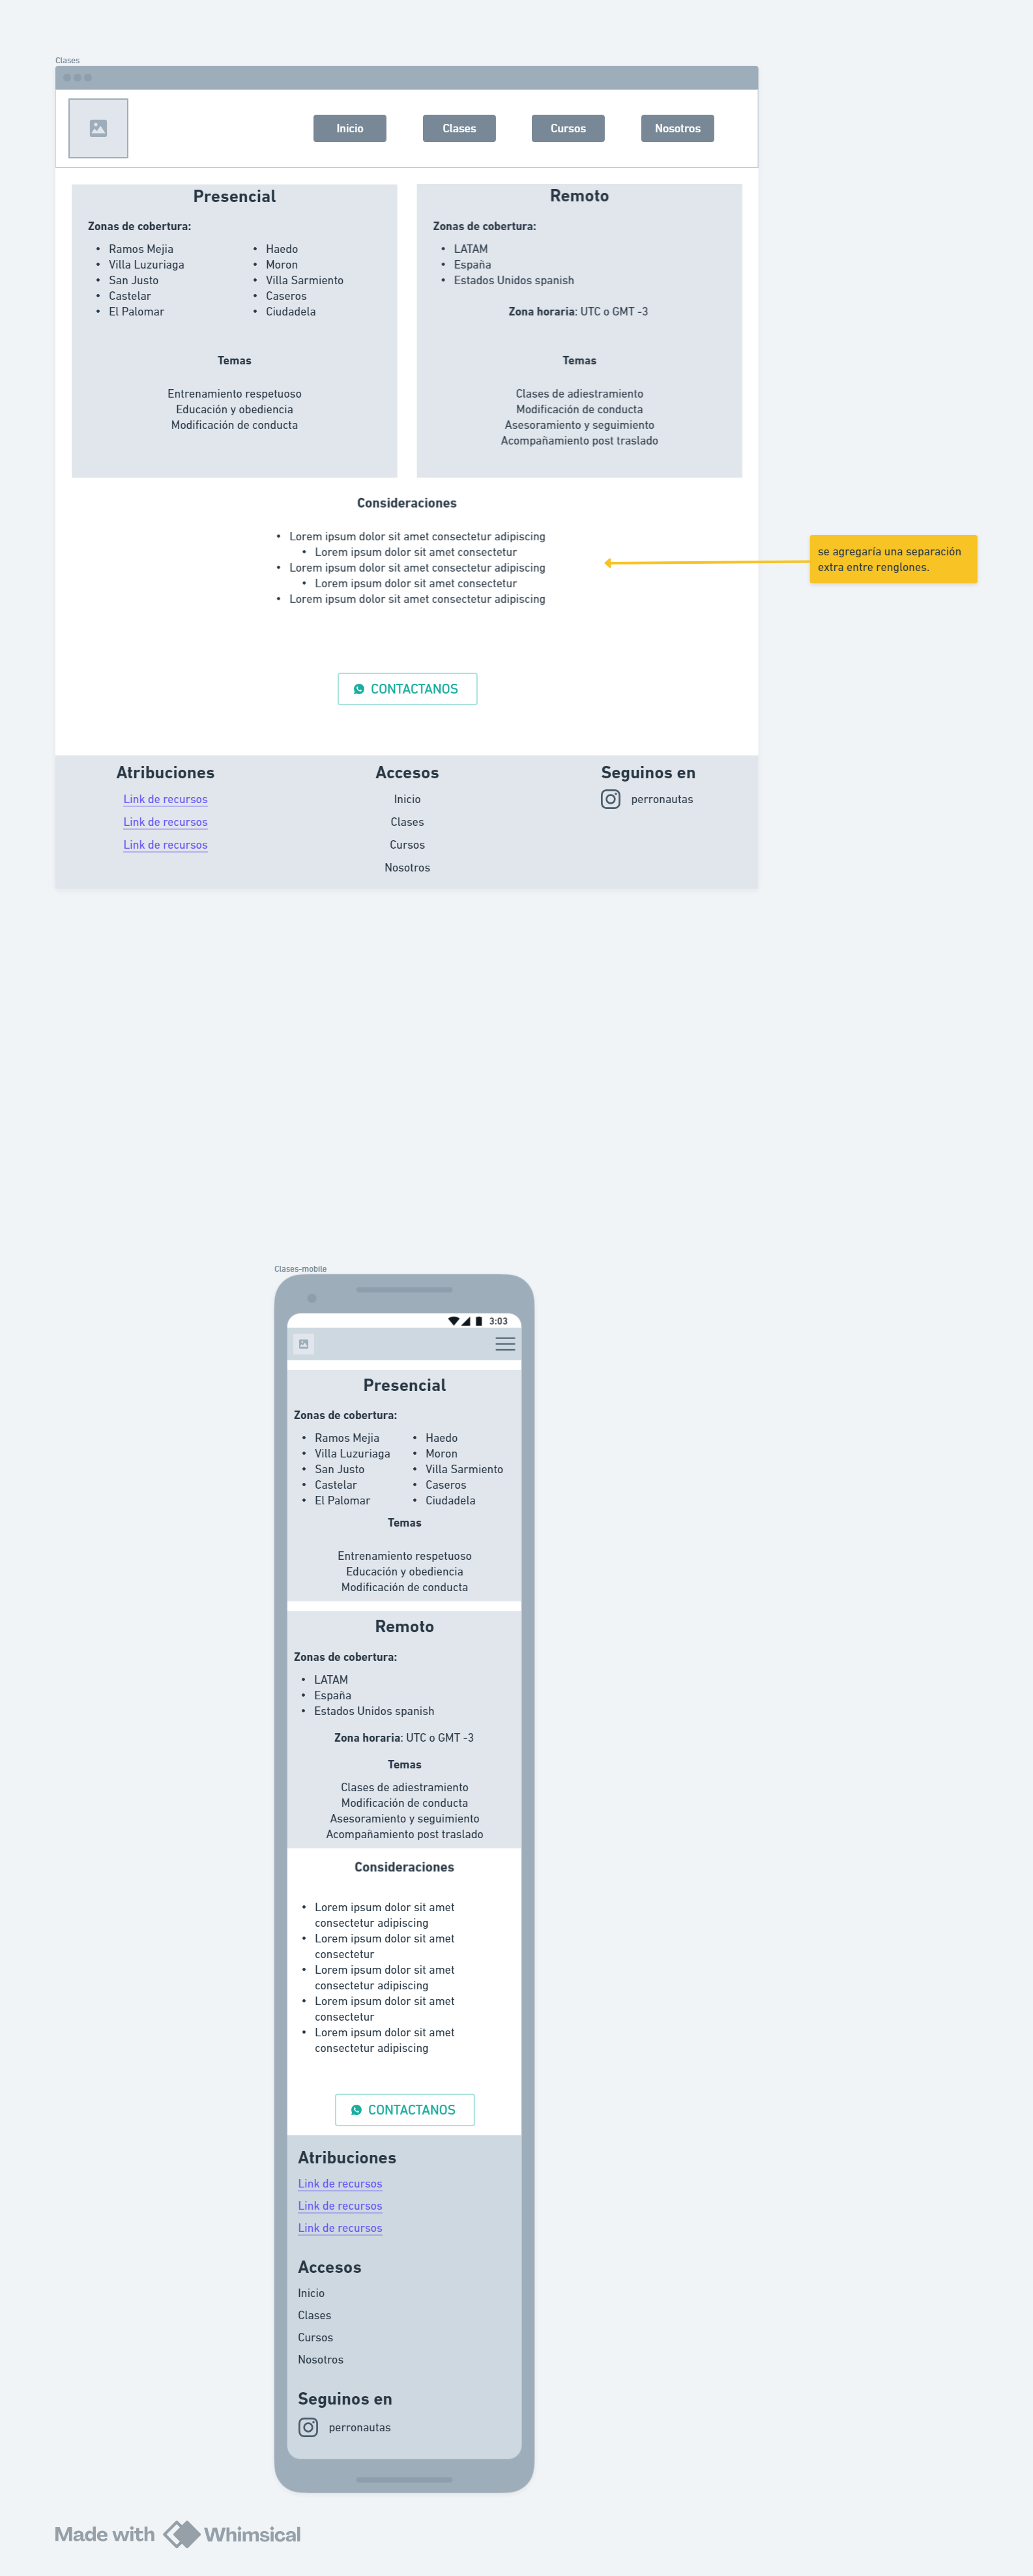 Clases
Inicio
Clases
Cursos
Nosotros
Presencial
Zonas de cobertura:
• Ramos Mejia
• Villa Luzuriaga
• San Justo
• Castelar
• El Palomar
• Haedo
• Moron
• Villa Sarmiento
• Caseros
• Ciudadela
Temas
Entrenamiento respetuoso
Educación y obediencia
Modificación de conducta
Remoto
Zonas de cobertura:
• LATAM
• España
• Estados Unidos spanish
Zona horaria: UTC o GMT -3
Temas
Clases de adiestramiento
Modificación de conducta
Asesoramiento y seguimiento
Acompañamiento post traslado
Consideraciones
• Lorem ipsum dolor sit amet consectetur adipiscing
• Lorem ipsum dolor sit amet consectetur
• Lorem ipsum dolor sit amet consectetur adipiscing
• Lorem ipsum dolor sit amet consectetur
• Lorem ipsum dolor sit amet consectetur adipiscing
se agregaría una separación
extra entre renglones.
CONTACTANOS
Atribuciones
Link de recursos
Link de recursos
Link de recursos
Accesos
Inicio
Clases
Cursos
Nosotros
Seguinos en
perronautas
Clases-mobile
3:03
Presencial
Zonas de cobertura:
• Ramos Mejia
• Villa Luzuriaga
• San Justo
• Castelar
• El Palomar
• Haedo
• Moron
• Villa Sarmiento
• Caseros
• Ciudadela
Temas
Entrenamiento respetuoso
Educación y obediencia
Modificación de conducta
Remoto
Zonas de cobertura:
• LATAM
• España
• Estados Unidos spanish
Zona horaria: UTC o GMT -3
Temas
Clases de adiestramiento
Modificación de conducta
Asesoramiento y seguimiento
Acompañamiento post traslado
Consideraciones
• Lorem ipsum dolor sit amet
consectetur adipiscing
• Lorem ipsum dolor sit amet
consectetur
• Lorem ipsum dolor sit amet
consectetur adipiscing
• Lorem ipsum dolor sit amet
consectetur
• Lorem ipsum dolor sit amet
consectetur adipiscing
CONTACTANOS
Atribuciones
Link de recursos
Link de recursos
Link de recursos
Accesos
Inicio
Clases
Cursos
Nosotros
Seguinos en
perronautas
Made with Whimsical